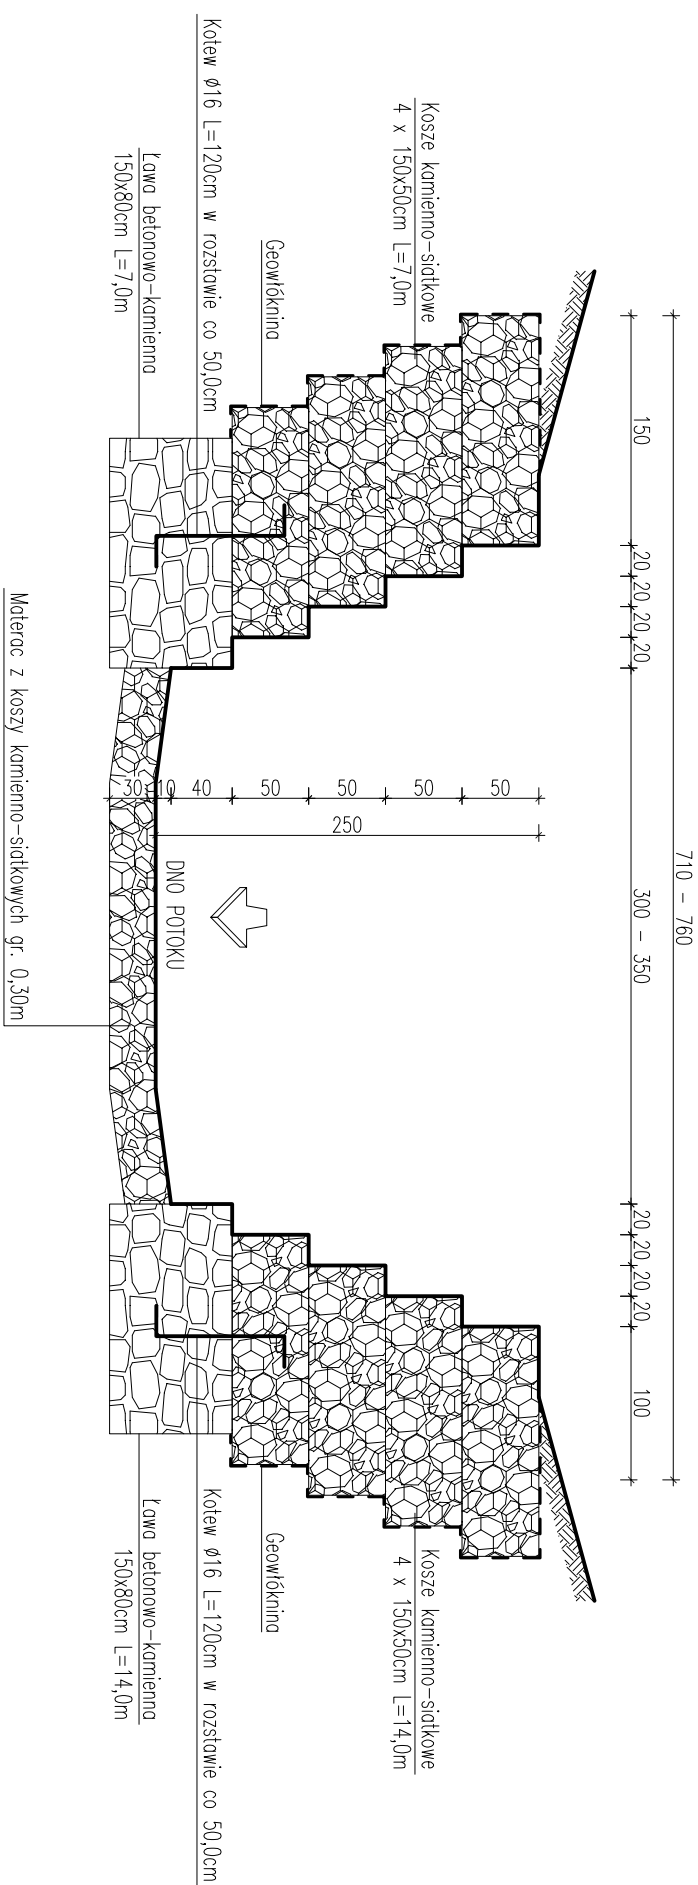 710 - 760
150
20
20
20
20
300 - 350
20
20
20
20
100
Kosze kamienno-siatkowe
4 x 150x50cm L=7,0m
Geowłóknina
Kotew Ø16 L=120cm w rozstawie co 50,0cm
Ława betonowo-kamienna
150x80cm L=7,0m
50
50
50
50
40
10
30
250
DNO POTOKU
Kosze kamienno-siatkowe
4 x 150x50cm L=14,0m
Geowłóknina
Kotew Ø16 L=120cm w rozstawie co 50,0cm
Ława betonowo-kamienna
150x80cm L=14,0m
Materac z koszy kamienno-siatkowych gr. 0,30m